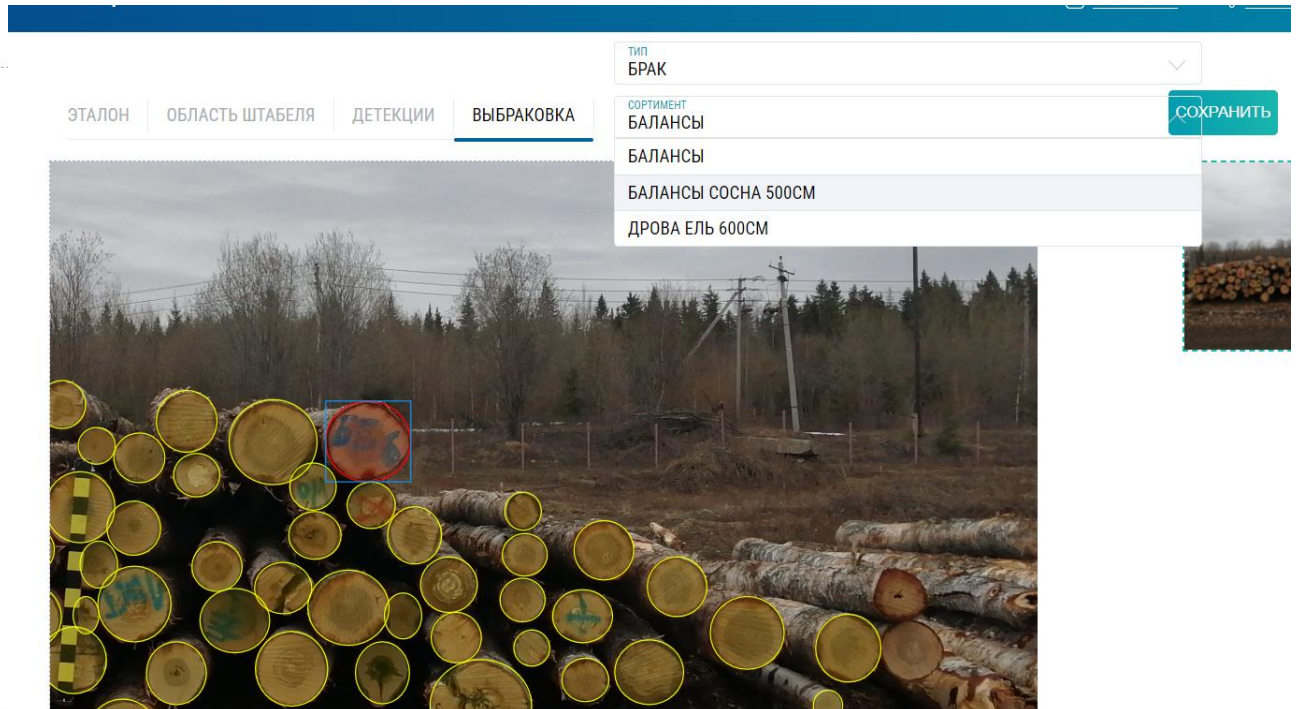 ТИП
БРАК
ЭТАЛОН
ОБЛАСТЬ ШТАБЕЛЯ
ДЕТЕКЦИИ
ВЫБРАКОВКА
СОРТИМЕНТ
БАЛАНСЫ
СОХРАНИТЬ
БАЛАНСЫ
БАЛАНСЫ СОСНА 500СМ
ДРОВА ЕЛЬ 600СМ